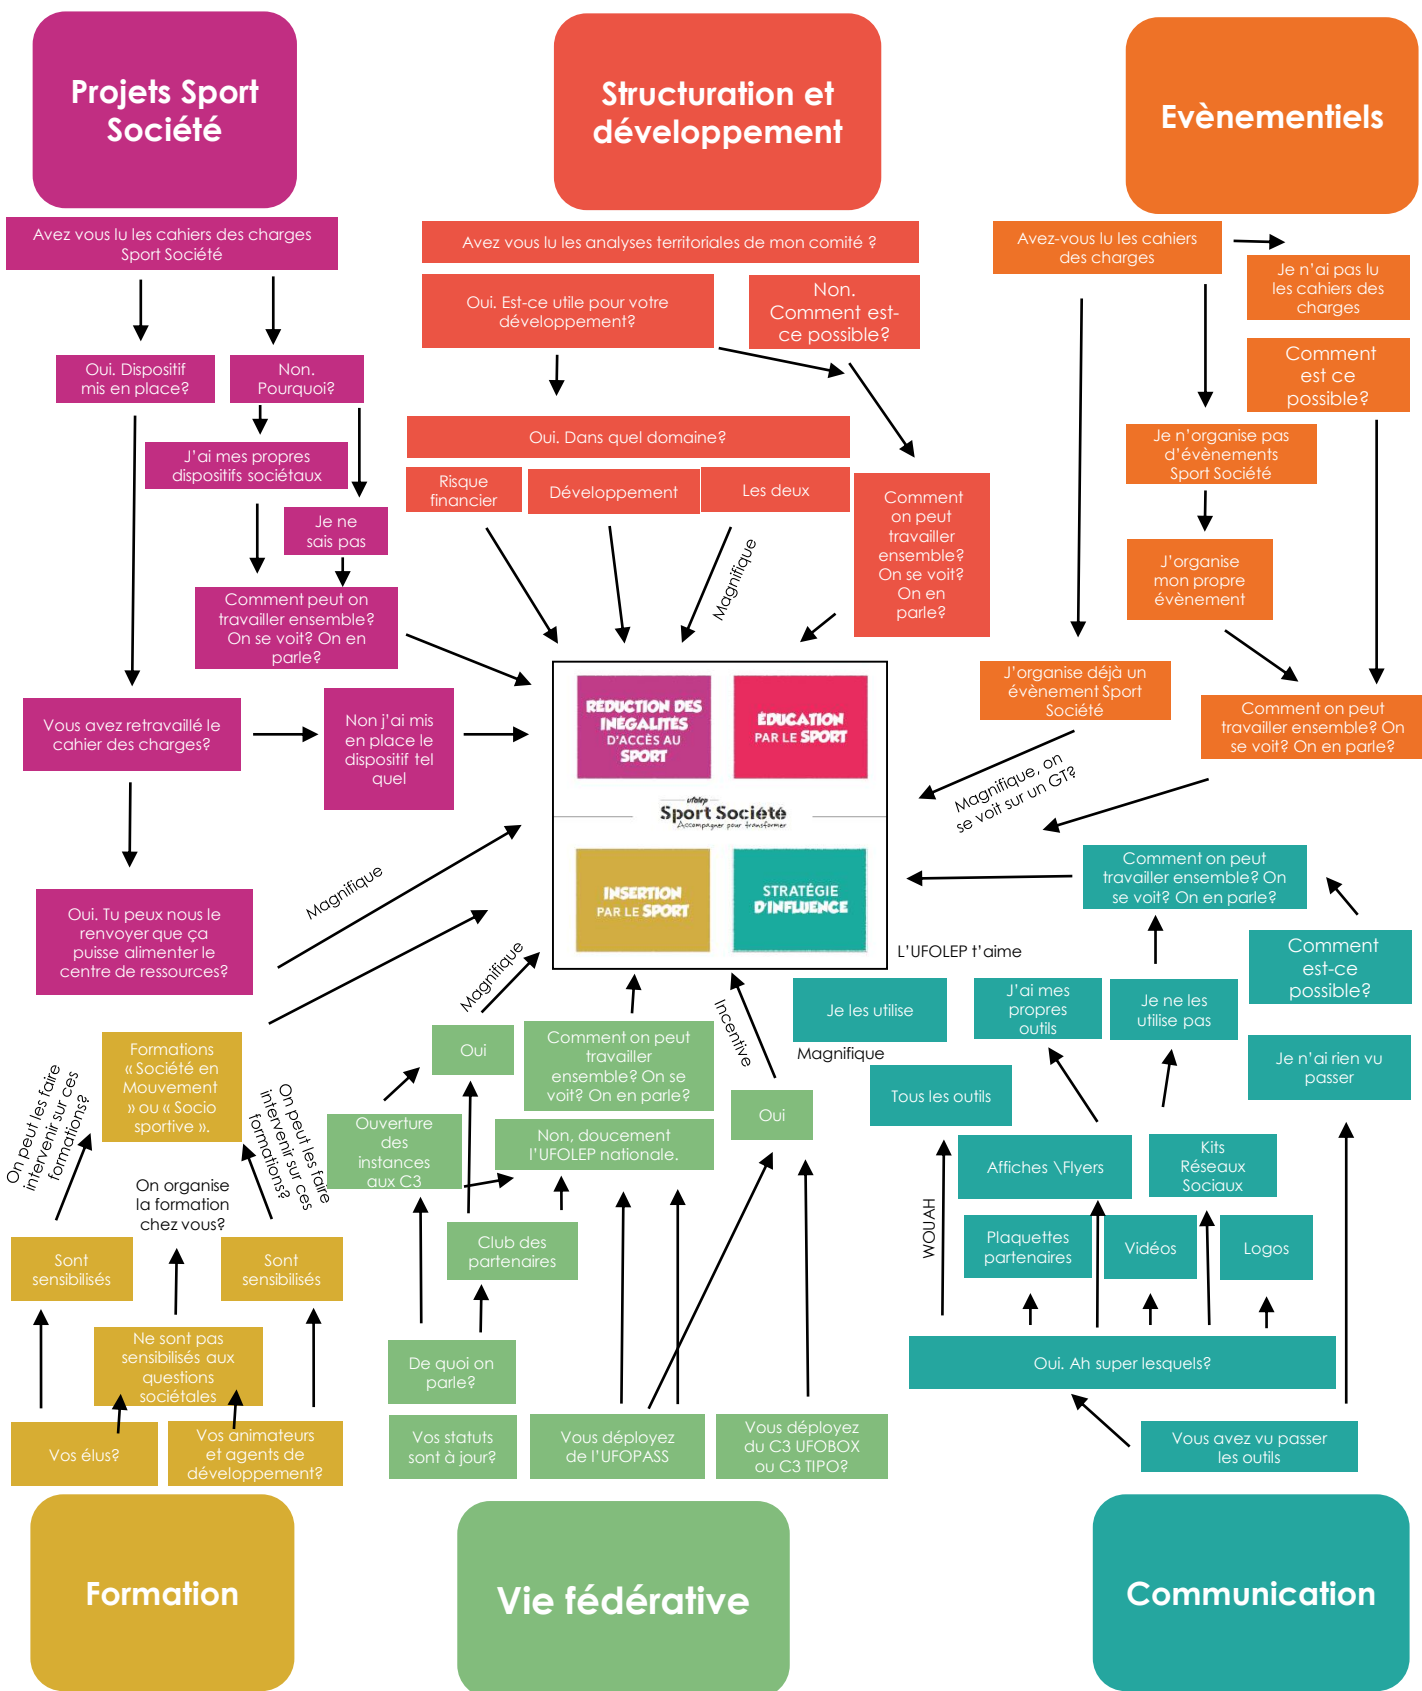 Projets Sport
Société
Structuration et
développement
Evènementiels
Avez vous lu les cahiers des charges
Sport Société
Oui. Dispositif
mis en place?
Non.
Pourquoi?
J'ai mes propres
dispositifs sociétaux
Je ne
sais pas
Comment peut on
travailler ensemble?
On se voit? On en
parle?
Vous avez retravaillé le
cahier des charges?
Non j'ai mis
en place le
dispositif tel
quel
Oui. Tu peux nous le
renvoyer que ça
puisse alimenter le
centre de ressources?
Magnifique
Avez vous lu les analyses territoriales de mon comité ?
Oui. Est-ce utile pour votre
développement?
Non.
Comment est-
ce possible?
Oui. Dans quel domaine?
Risque
financier
Développement
Les deux
Magnifique
Comment
on peut
travailler
ensemble?
On se voit?
On en
parle?
Avez-vous lu les cahiers
des charges
Je n'ai pas lu
les cahiers des
charges
Comment
est ce
possible?
Je n'organise pas
d'évènements
Sport Société
J'organise
mon propre
évènement
J'organise déjà un
évènement Sport
Société
Comment on peut
travailler ensemble? On
se voit? On en parle?
Magnifique, on
se voit sur un GT?
RÉDUCTION DES
INÉGALITÉS
D'ACCÈS AU
SPORT
ÉDUCATION
PAR LE SPORT
ufolep
Sport Société
Accompagner pour transformer
INSERTION
PAR LE SPORT
STRATÉGIE
D'INFLUENCE
L'UFOLEP t'aime
Comment on peut
travailler ensemble? On
se voit? On en parle?
Comment
est-ce
possible?
Je les utilise
J'ai mes
propres
outils
Je ne les
utilise pas
Magnifique
Je n'ai rien vu
passer
Tous les outils
Affiches \Flyers
Kits
Réseaux
Sociaux
WOUAH
Plaquettes
partenaires
Vidéos
Logos
Oui. Ah super lesquels?
Vous avez vu passer
les outils
Formations
« Société en
Mouvement
» ou « Socio
sportive ».
On peut les faire
intervenir sur ces
formations?
On peut les faire
intervenir sur ces
formations?
On organise
la formation
chez vous?
Sont
sensibilisés
Sont
sensibilisés
Ne sont pas
sensibilisés aux
questions
sociétales
Vos élus?
Vos animateurs
et agents de
développement?
Magnifique
Oui
Comment on peut
travailler
ensemble? On se
voit? On en parle?
Incentive
Oui
Ouverture
des
instances
aux C3
Non, doucement
l'UFOLEP nationale.
Club des
partenaires
De quoi on
parle?
Vos statuts
sont à jour?
Vous déployez
de l'UFOPASS
Vous déployez
du C3 UFOBOX
ou C3 TIPO?
Formation
Vie fédérative
Communication